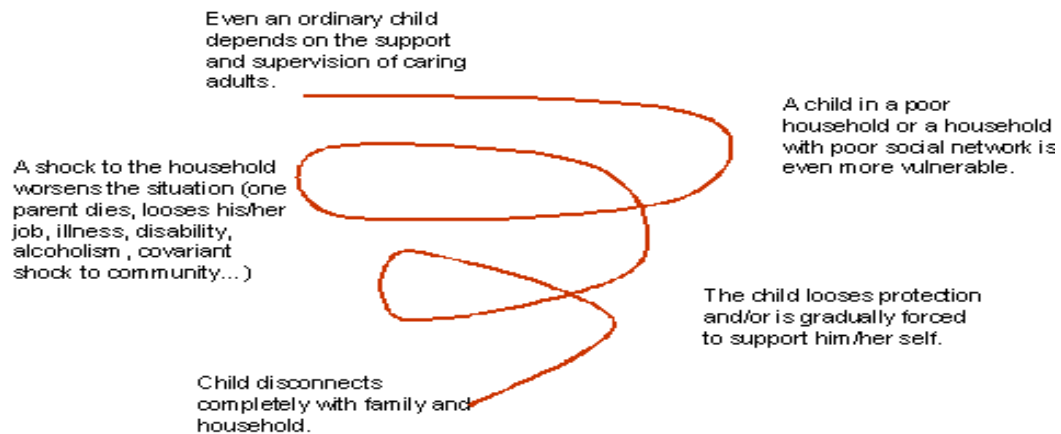 Even an ordinary child
depends on the support
and supervision of caring
adults.
A child in a poor
household or a household
with poor social network is
even more vulnerable.
A shock to the household
worsens the situation (one
parent dies, looses his/her
job, illness, disability,
alcoholism , covariant
shock to community... )
The child looses protection
and/or is gradually forced
to support him/her self.
Child disconnects
completely with family and
household.